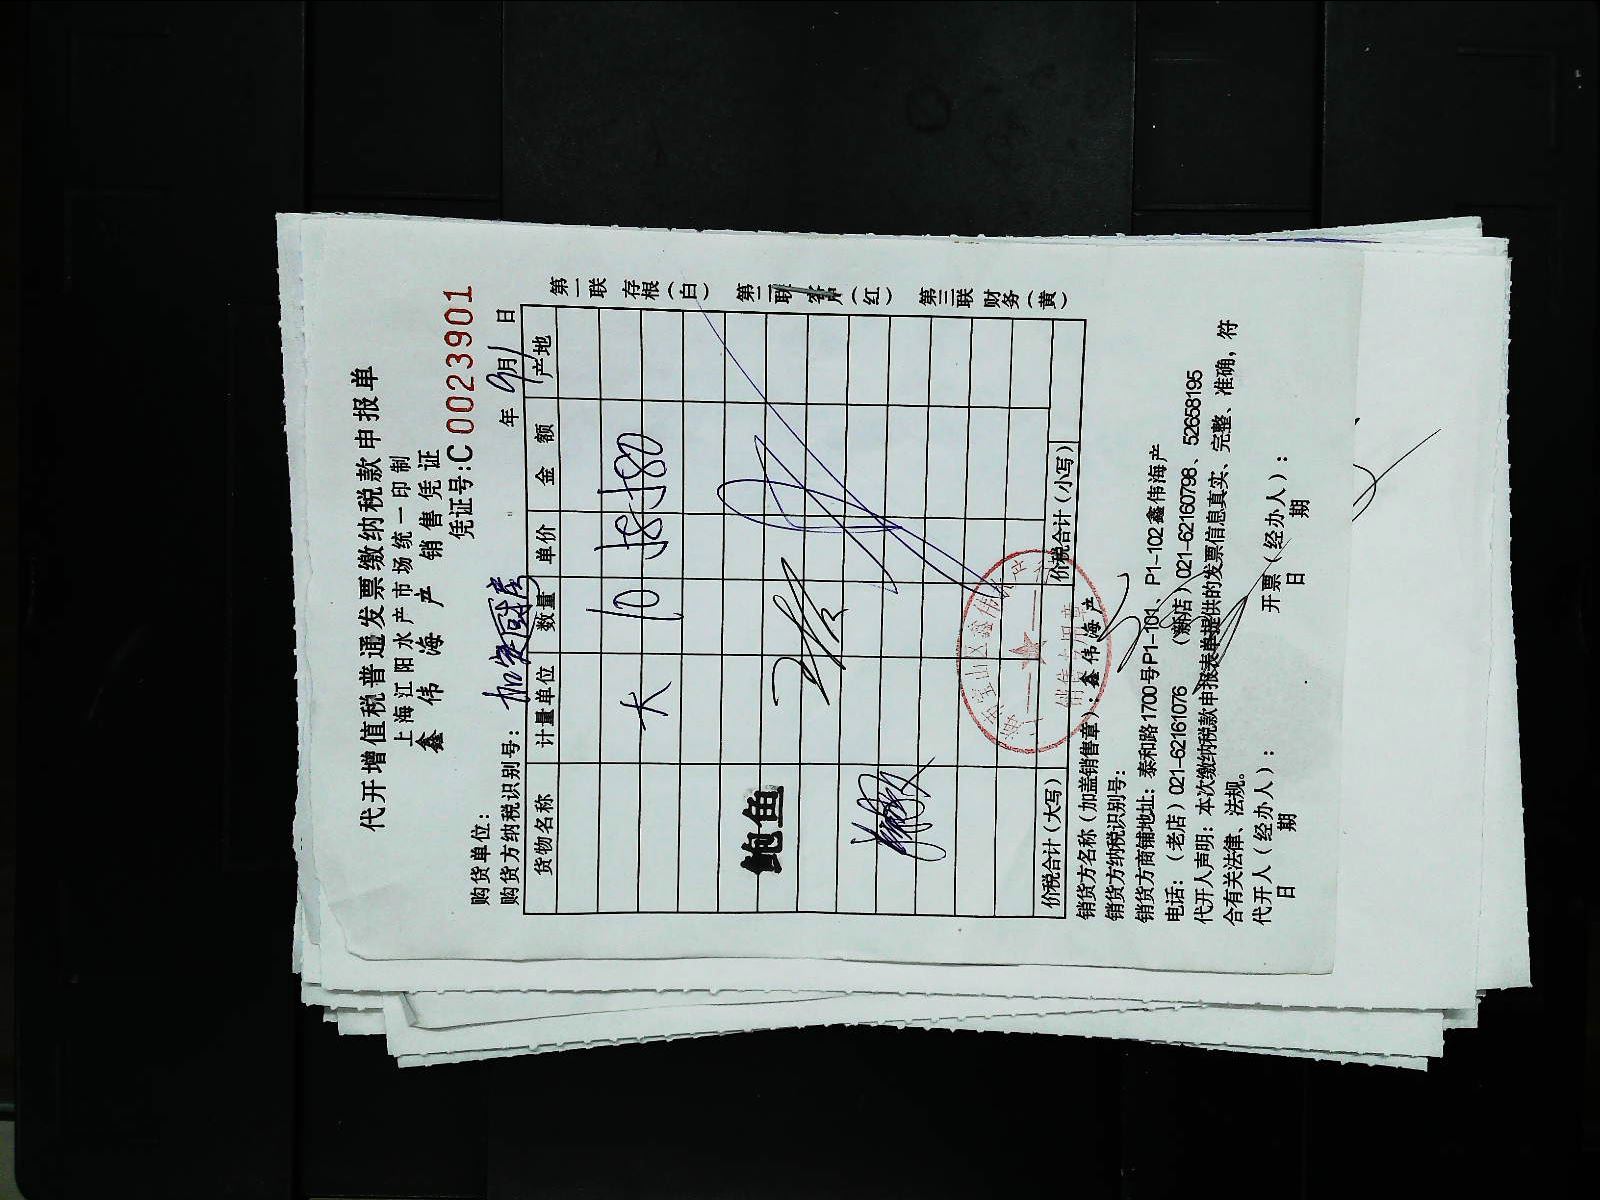 代开增值税普通发票缴纳税款申报单
上海江阳水产市场统一印制
鑫伟海产 销售凭证
凭证号:C0023901
购货单位:
购货方纳税识别号: 年 9月1日
货物名称 计量单位 数量 单价 金额 产地
大 10
鲍鱼
价税合计(大写) 价税合计(小写)
第一联 存根(白) 第二联 客户(红) 第三联 财务(黄)
销货方名称(加盖销售章):鑫伟海产
销货方纳税识别号:
销货方商铺地址:泰和路1700号P1-101、P1-102鑫伟海产
电话:(老店)021-62161076 (新店)021-62160798、52658195
代开人声明:本次缴纳税款申报表单提供的发票信息真实、完整、准确,符
合有关法律、法规。
代开人(经办人): 开票(经办人):
日 期 日 期